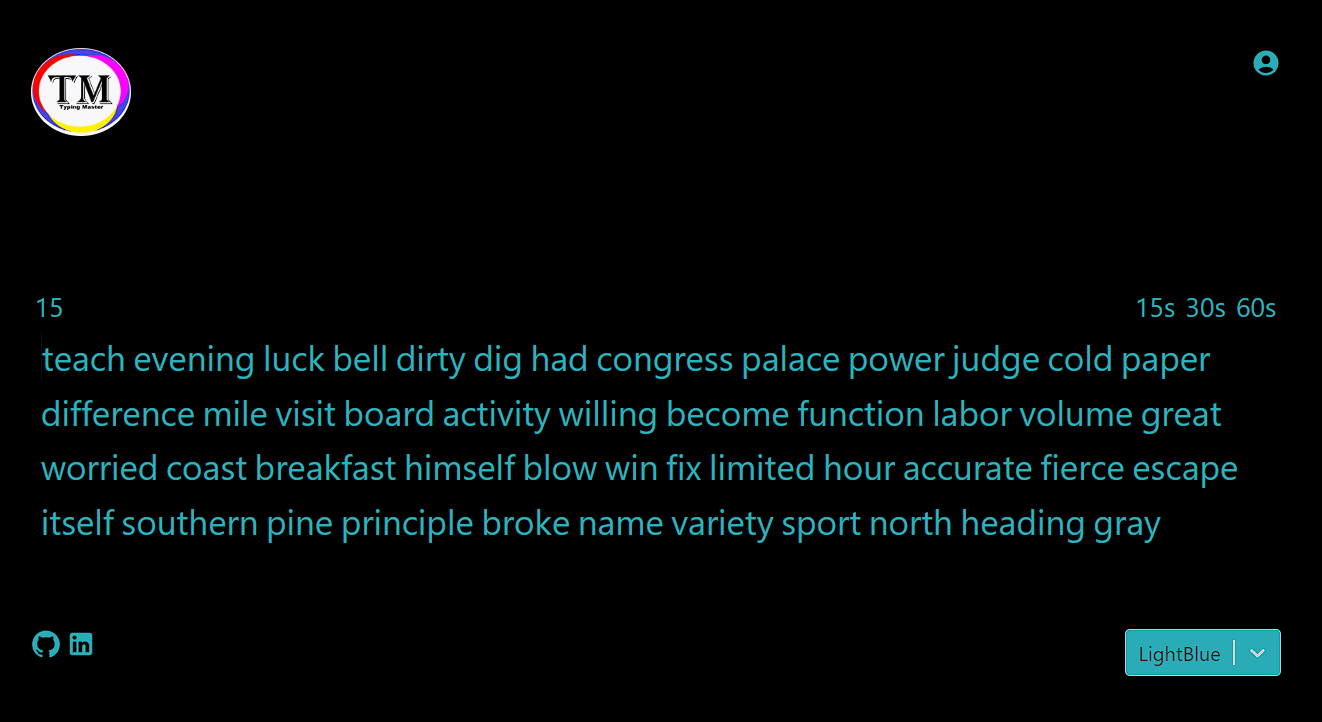 TM
Typing Master
15
15s 30s 60s
teach evening luck bell dirty dig had congress palace power judge cold paper
difference mile visit board activity willing become function labor volume great
worried coast breakfast himself blow win fix limited hour accurate fierce escape
itself southern pine principle broke name variety sport north heading gray
in
LightBlue